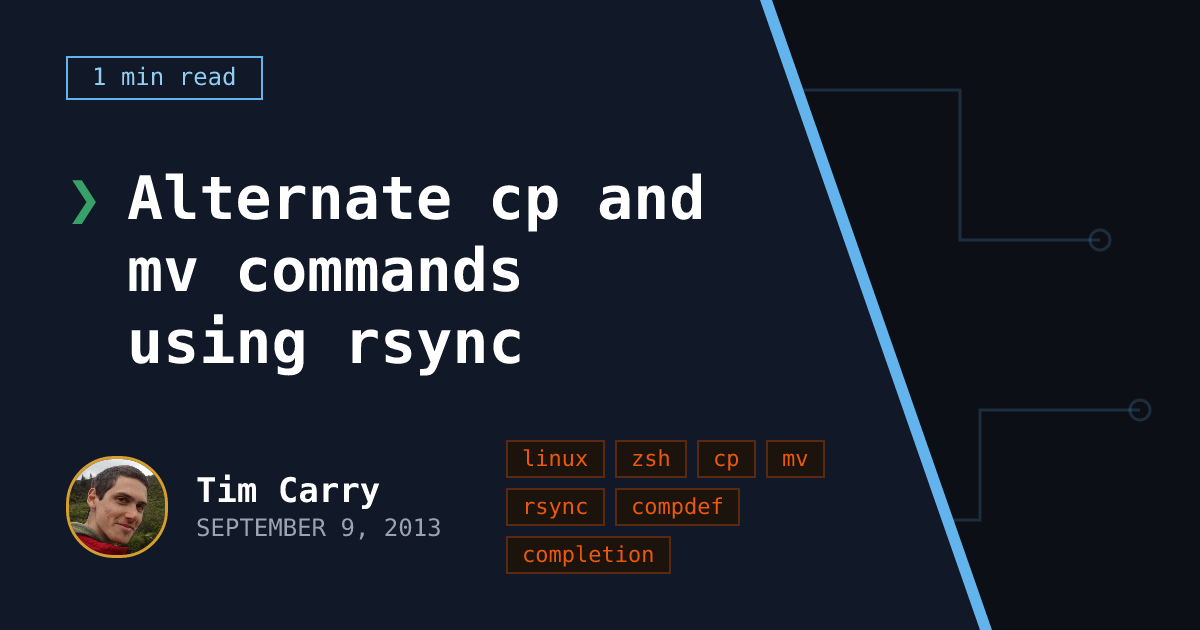 1 min read
❯ Alternate cp and
mv commands
using rsync
Tim Carry
SEPTEMBER 9, 2013
linux zsh cp mv
rsync compdef
completion